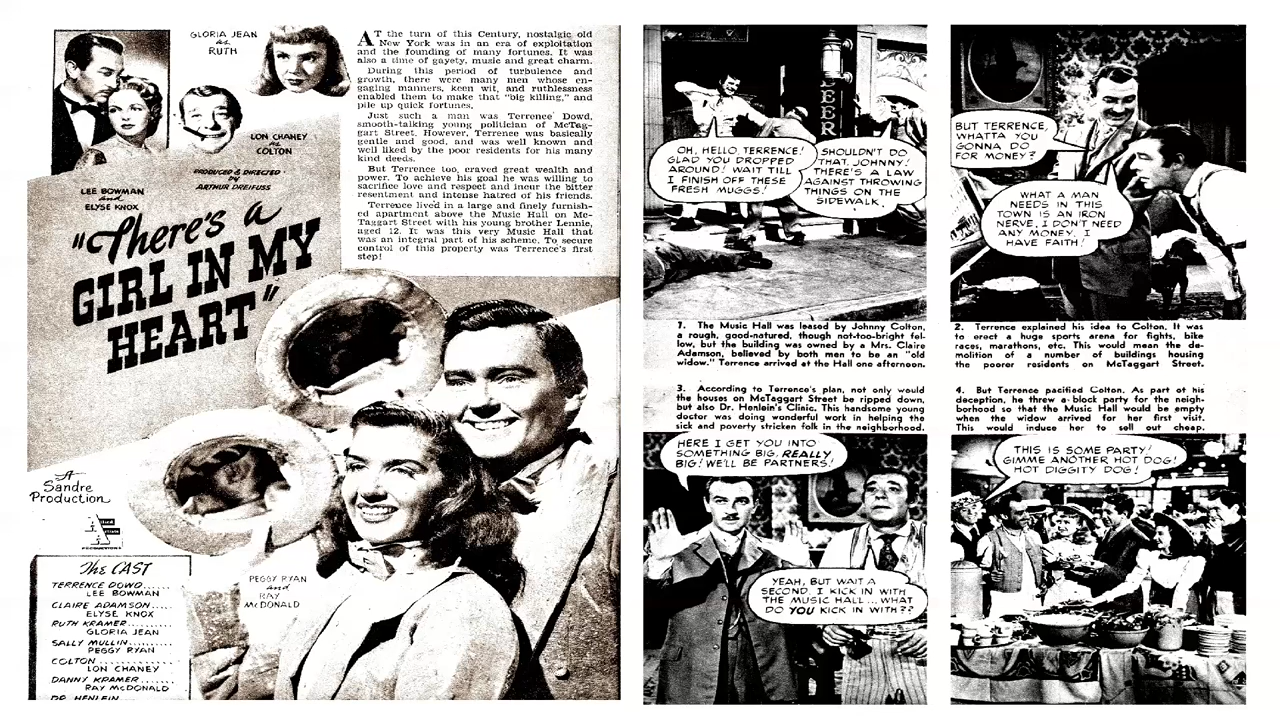 GLORIA JEAN
as
RUTH
LON CHANEY
as
COLTON
PRODUCED & DIRECTED
by
ARTHUR DREIFUSS
LEE BOWMAN
and
ELYSE KNOX
"There's a
GIRL IN MY
HEART"
AT the turn of this Century, nostalgic old
New York was in an era of exploitation
and the founding of many fortunes. It was
also a time of gayety, music and great charm.
During this period of turbulence and
growth, there were many men whose en-
gaging manners, keen wit, and ruthlessness
enabled them to make that "big killing," and
pile up quick fortunes.
Just such a man was Terrence Dowd,
smooth-talking young politician of McTag-
gart Street. However, Terrence was basically
gentle and good, and was well known and
well liked by the poor residents for his many
kind deeds.
But Terrence too, craved great wealth and
power. To achieve his goal he was willing to
sacrifice love and respect and incur the bitter
resentment and intense hatred of his friends.
Terrence lived in a large and finely furnish-
ed apartment above the Music Hall on Mc-
Taggart Street with his young brother Lennie,
aged 12. It was this very Music Hall that
was an integral part of his scheme. To secure
control of this property was Terrence's first
step!
A
Sandre
Production
The CAST
TERRENCE DOWD......
LEE BOWMAN
CLAIRE ADAMSON.....
ELYSE KNOX
RUTH KRAMER..........
GLORIA JEAN
SALLY MULLIN..........
PEGGY RYAN
COLTON...............
LON CHANEY
DANNY KRAMER.......
RAY McDONALD
DR. HENLEIN
PEGGY RYAN
and
RAY
McDONALD
BEER
OH, HELLO, TERRENCE!
GLAD YOU DROPPED
AROUND! WAIT TILL
I FINISH OFF THESE
FRESH MUGGS!
SHOULDN'T DO
THAT, JOHNNY!
THERE'S A LAW
AGAINST THROWING
THINGS ON THE
SIDEWALK!
1. The Music Hall was leased by Johnny Colton,
a rough, good-natured, though not-too-bright fel-
low, but the building was owned by a Mrs. Claire
Adamson, believed by both men to be an "old
widow." Terrence arrived at the Hall one afternoon.
BUT TERRENCE,
WHATTA YOU
GONNA DO
FOR MONEY?
WHAT A MAN
NEEDS IN THIS
TOWN IS AN IRON
NERVE, I DON'T NEED
ANY MONEY. I
HAVE FAITH!
2. Terrence explained his idea to Colton. It was
to erect a huge sports arena for fights, bike
races, marathons, etc. This would mean the de-
molition of a number of buildings housing
the poorer residents on McTaggart Street.
3. According to Terrence's plan, not only would
the houses on McTaggart Street be ripped down,
but also Dr. Henlein's Clinic. This handsome young
doctor was doing wonderful work in helping the
sick and poverty stricken folk in the neighborhood.
HERE I GET YOU INTO
SOMETHING BIG, REALLY
BIG! WE'LL BE PARTNERS!
YEAH, BUT WAIT A
SECOND. I KICK IN WITH
THE MUSIC HALL... WHAT
DO YOU KICK IN WITH??
4. But Terrence pacified Colton. As part of his
deception, he threw a block party for the neigh-
borhood so that the Music Hall would be empty
when the widow arrived for her first visit.
This would induce her to sell out cheap.
THIS IS SOME PARTY!
GIMME ANOTHER HOT DOG!
HOT DIGGITY DOG!